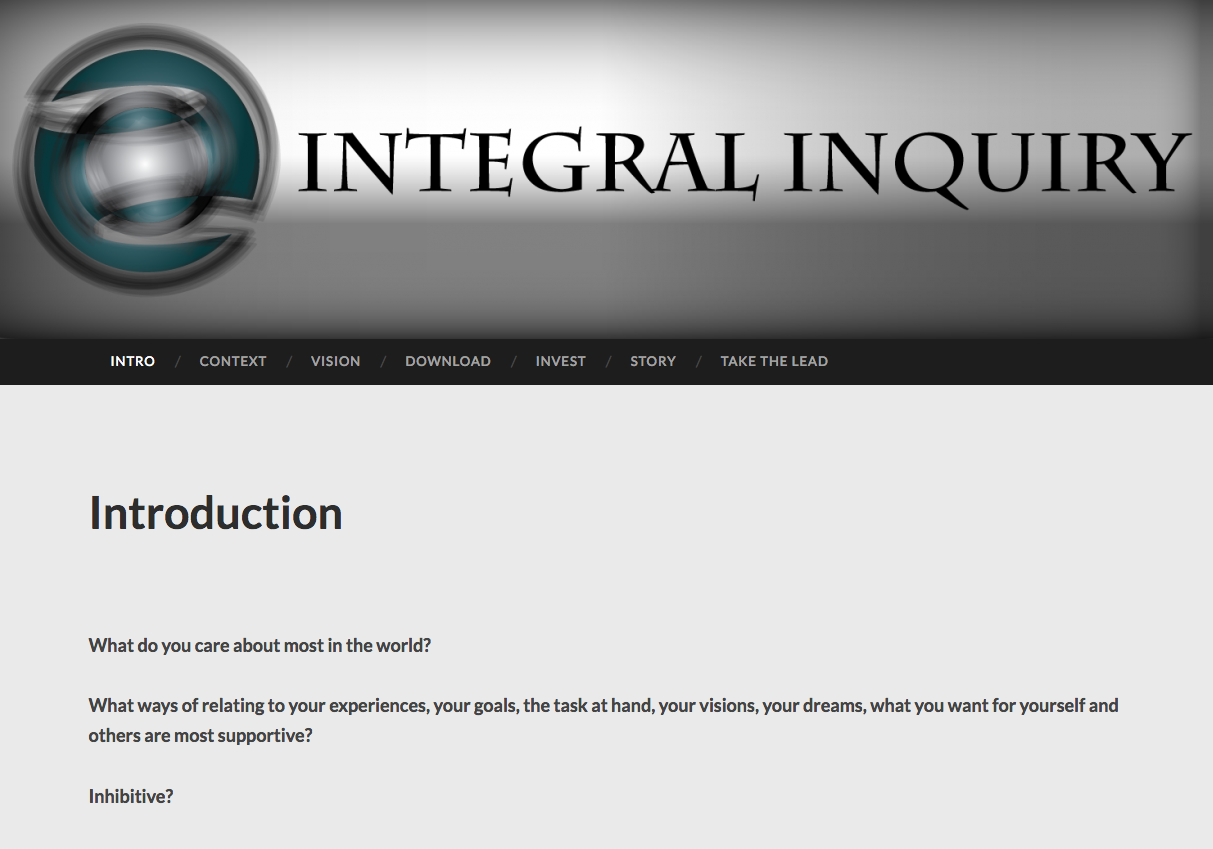 INTEGRAL INQUIRY
INTRO / CONTEXT / VISION / DOWNLOAD / INVEST / STORY / TAKE THE LEAD
Introduction
What do you care about most in the world?
What ways of relating to your experiences, your goals, the task at hand, your visions, your dreams, what you want for yourself and
others are most supportive?
Inhibitive?